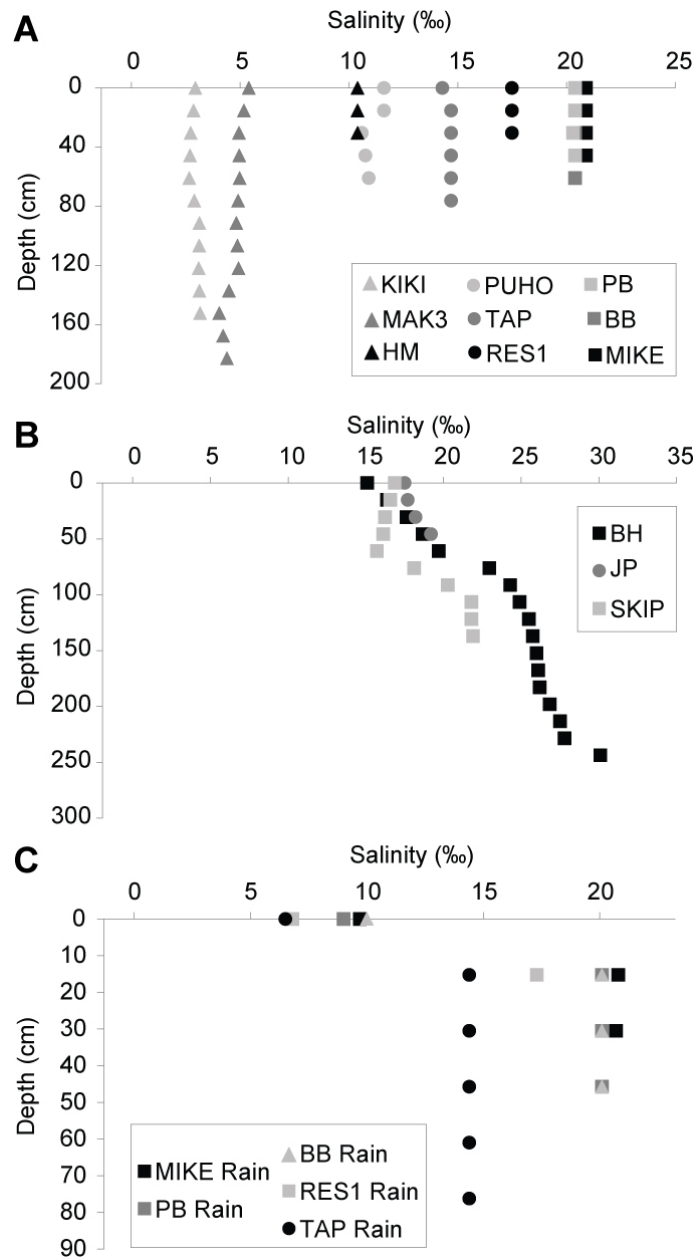 A
Salinity (‰)
0 5 10 15 20 25
0
40
80
120
160
200
Depth (cm)
KIKI PUHO PB
MAK3 TAP BB
HM RES1 MIKE
B
Salinity (‰)
0 5 10 15 20 25 30 35
0
50
100
150
200
250
300
Depth (cm)
BH
JP
SKIP
C
Salinity (‰)
0 5 10 15 20
0
10
20
30
40
50
60
70
80
90
Depth (cm)
MIKE Rain
PB Rain
BB Rain
RES1 Rain
TAP Rain